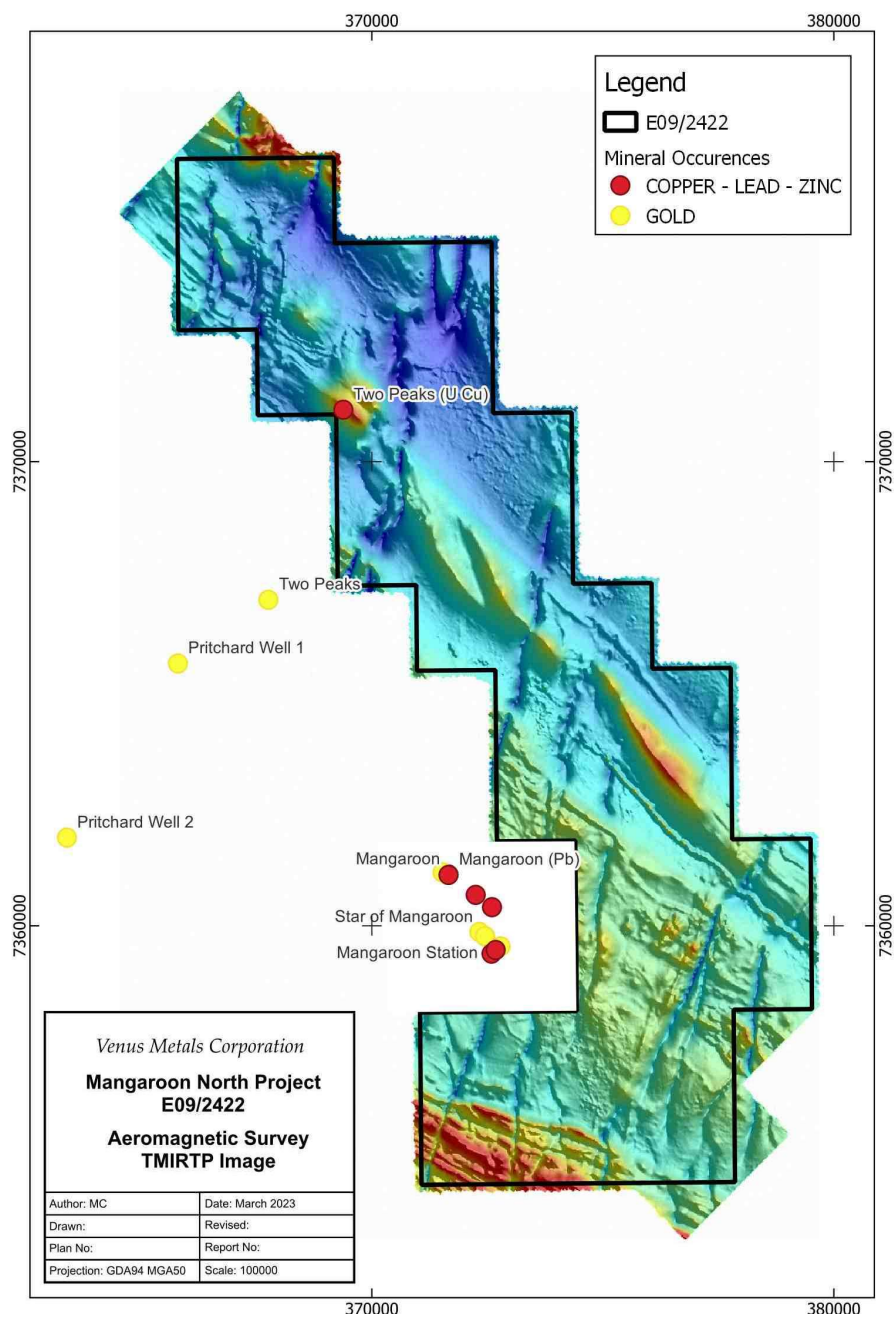 370000
380000
Legend
E09/2422
Mineral Occurences
COPPER - LEAD - ZINC
GOLD
Two Peaks (U Cu)
7370000
7370000
Two Peaks
Pritchard Well 1
Pritchard Well 2
Mangaroon
Mangaroon (Pb)
Star of Mangaroon
Mangaroon Station
7360000
7360000
Venus Metals Corporation
Mangaroon North Project
E09/2422
Aeromagnetic Survey
TMIRTP Image
Author: MC
Date: March 2023
Drawn:
Revised:
Plan No:
Report No:
Projection: GDA94 MGA50
Scale: 100000
370000
380000